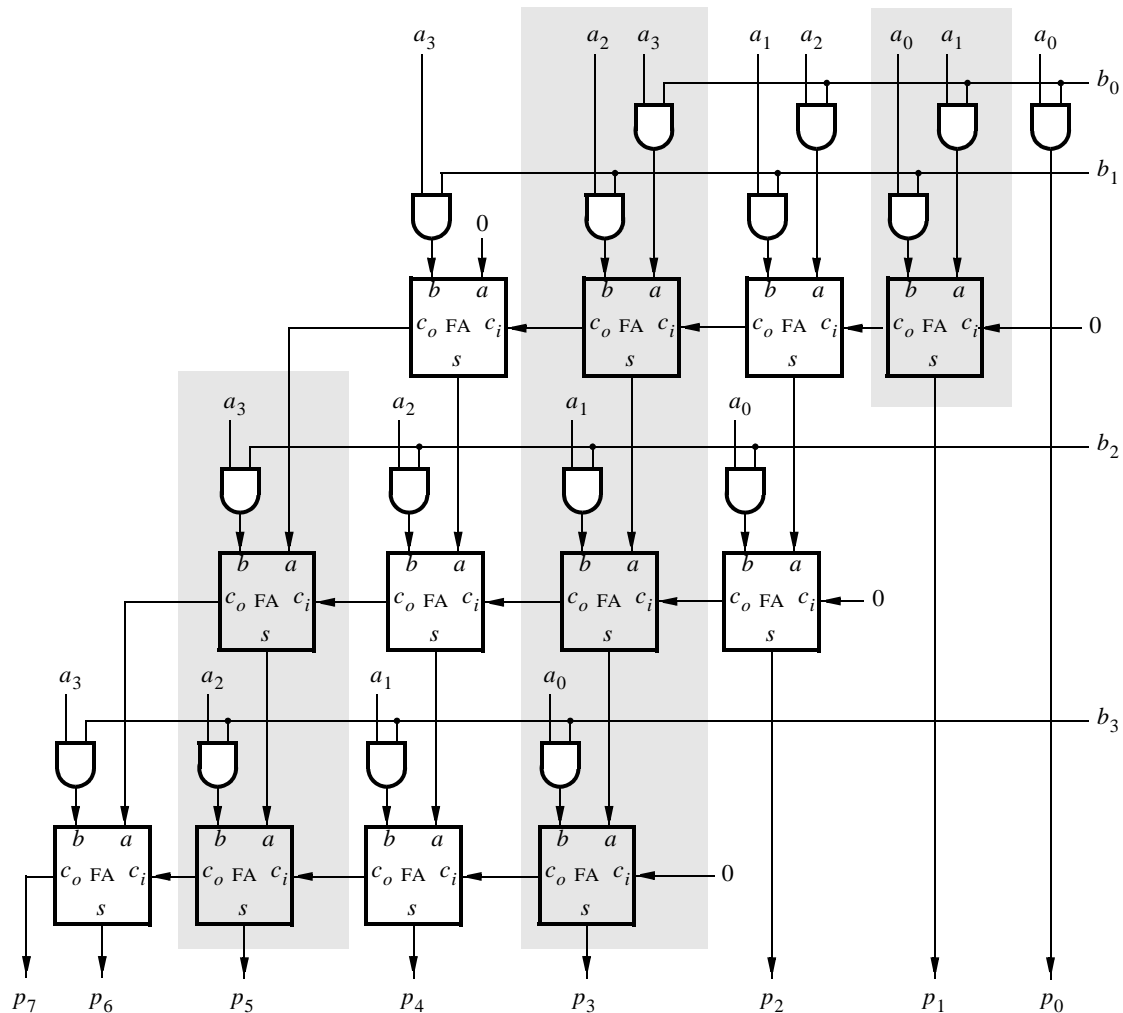 a3 a2 a3 a1 a2 a0 a1 a0
b0
b1
0
b a b a b a b a
co FA ci co FA ci co FA ci co FA ci 0
s s s s
a3 a2 a1 a0
b2
b a b a b a b a
co FA ci co FA ci co FA ci co FA ci 0
s s s s
a3 a2 a1 a0
b3
b a b a b a b a
co FA ci co FA ci co FA ci co FA ci 0
s s s s
p7 p6 p5 p4 p3 p2 p1 p0